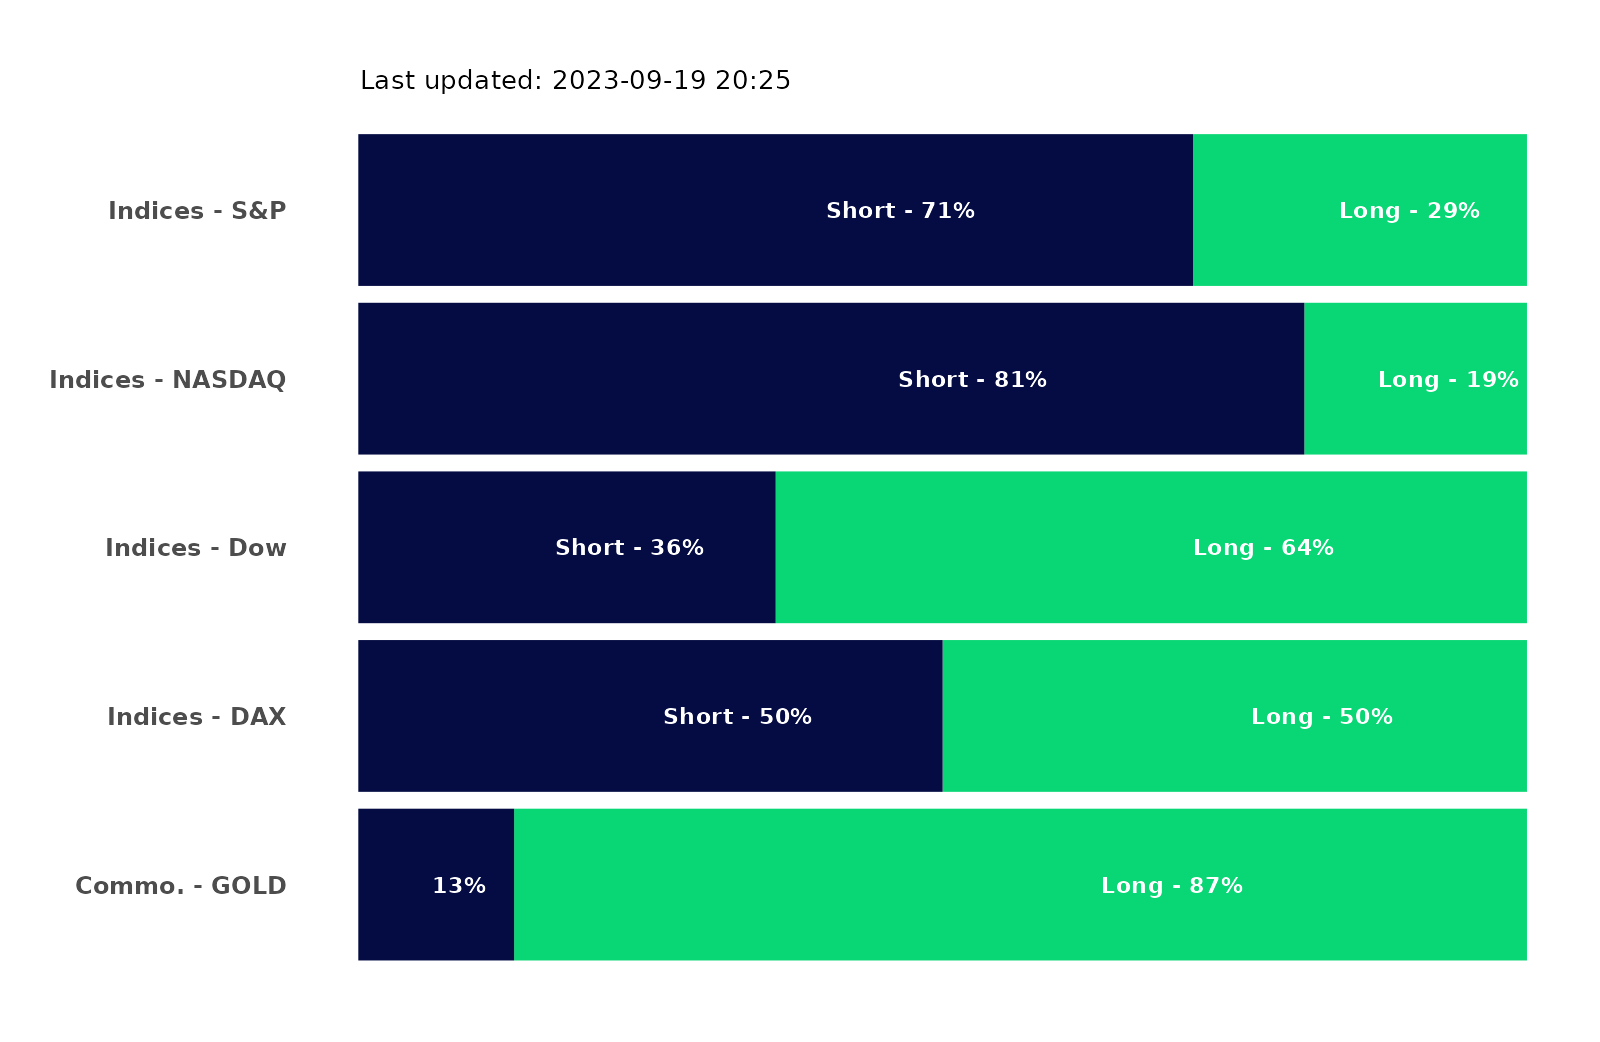 Last updated: 2023-09-19 20:25
Indices - S&P
Short - 71%
Long - 29%
Indices - NASDAQ
Short - 81%
Long - 19%
Indices - Dow
Short - 36%
Long - 64%
Indices - DAX
Short - 50%
Long - 50%
Commo. - GOLD
13%
Long - 87%